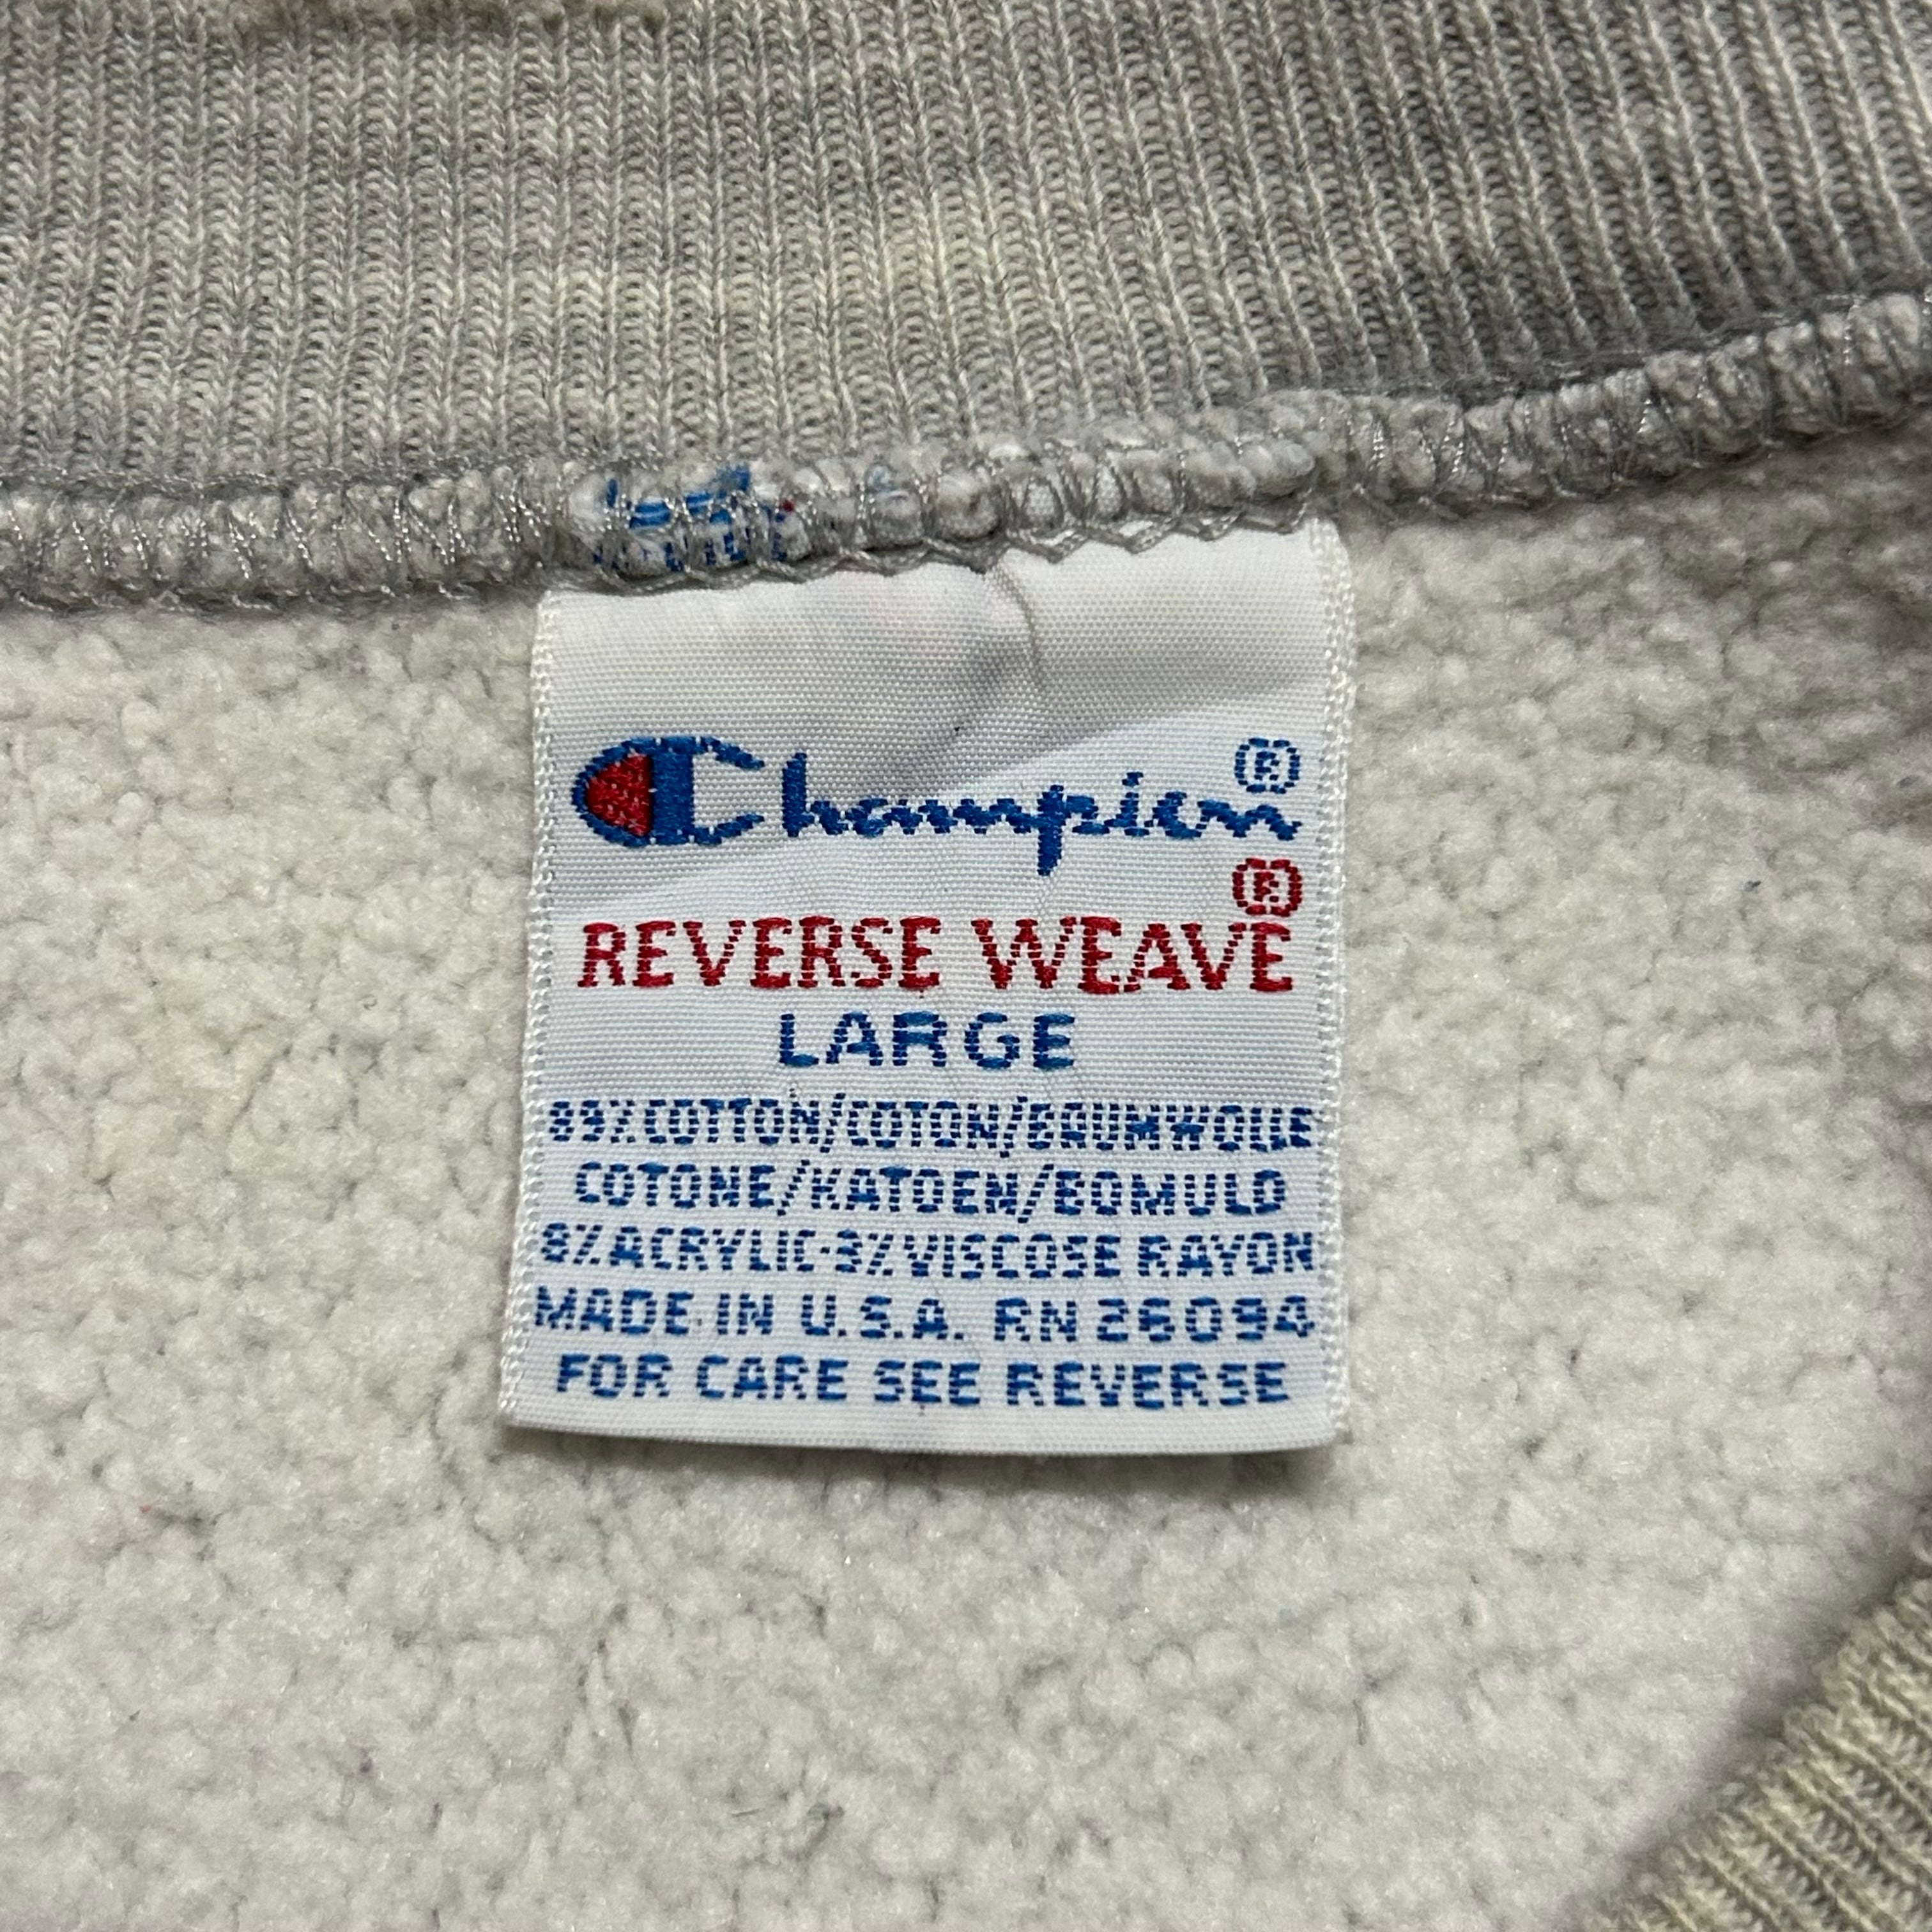 Champion®
REVERSE WEAVE®
LARGE
89% COTTON/COTON/BAUMWOLLE
COTONE/KATOEN/BOMULD
8% ACRYLIC-3% VISCOSE RAYON
MADE IN U.S.A. RN 26094
FOR CARE SEE REVERSE